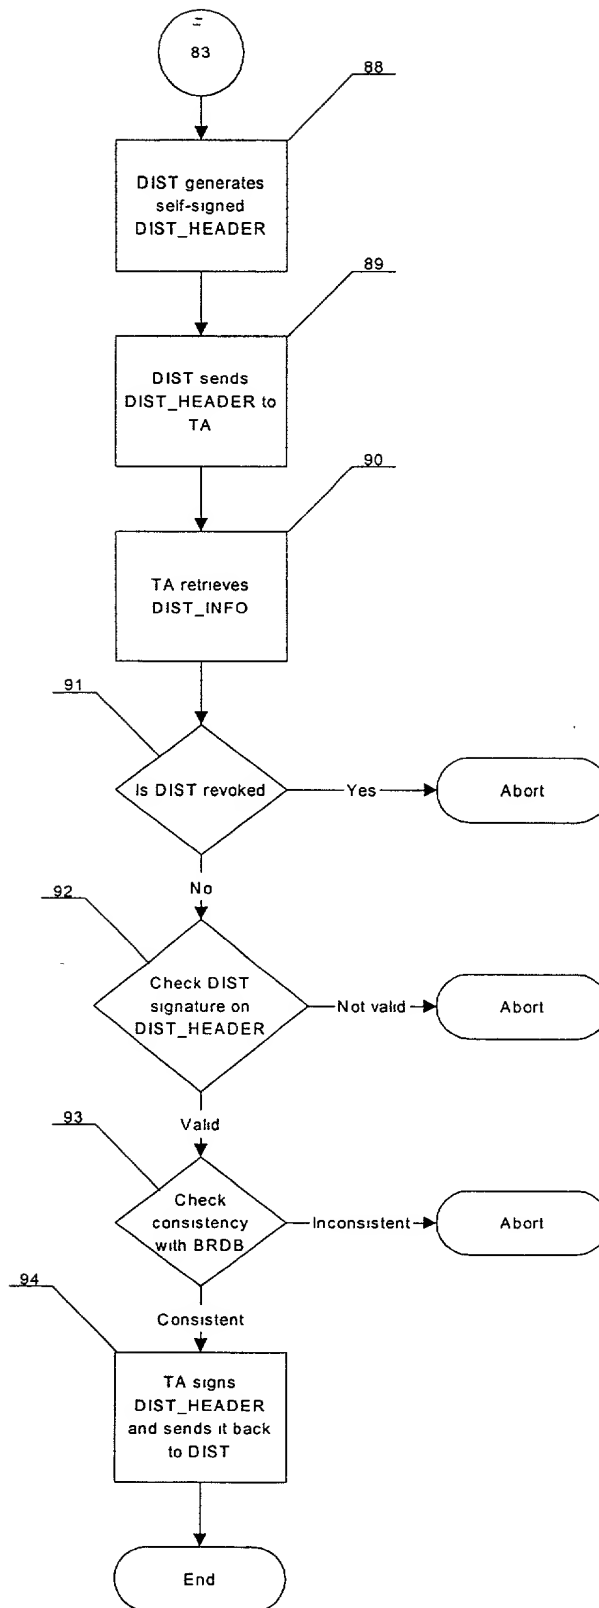 83
88
DIST generates
self-signed
DIST_HEADER
89
DIST sends
DIST_HEADER to
TA
90
TA retrieves
DIST_INFO
91
Is DIST revoked
Yes
Abort
No
92
Check DIST
signature on
DIST_HEADER
Not valid
Abort
Valid
93
Check
consistency
with BRDB
Inconsistent
Abort
94
Consistent
TA signs
DIST_HEADER
and sends it back
to DIST
End